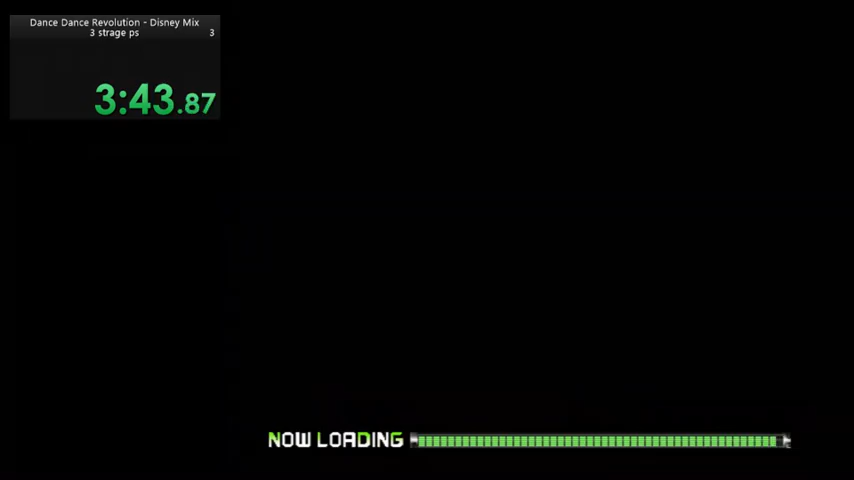 Dance Dance Revolution - Disney Mix
3 strage ps 3
3:43.87
NOW LOADING